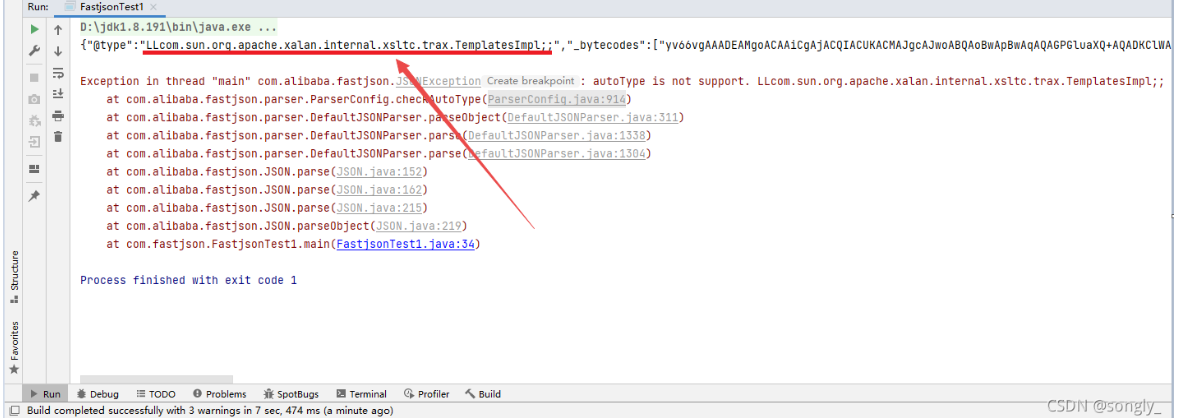 Run: FastjsonTest1 ×
D:\jdk1.8.191\bin\java.exe ...
{"@type":"LLcom.sun.org.apache.xalan.internal.xsltc.trax.TemplatesImpl;;","_bytecodes":["yv66vgAAADEAMgoACAAiCgAjACQIACUKACMAJgcAJwoABQAoBwApBwAqAQAGPGluaXQ+AQADKClWA
Exception in thread "main" com.alibaba.fastjson.JSONException Create breakpoint : autoType is not support. LLcom.sun.org.apache.xalan.internal.xsltc.trax.TemplatesImpl;;
at com.alibaba.fastjson.parser.ParserConfig.checkAutoType(ParserConfig.java:914)
at com.alibaba.fastjson.parser.DefaultJSONParser.parseObject(DefaultJSONParser.java:311)
at com.alibaba.fastjson.parser.DefaultJSONParser.parse(DefaultJSONParser.java:1338)
at com.alibaba.fastjson.parser.DefaultJSONParser.parse(DefaultJSONParser.java:1304)
at com.alibaba.fastjson.JSON.parse(JSON.java:152)
at com.alibaba.fastjson.JSON.parse(JSON.java:162)
at com.alibaba.fastjson.JSON.parse(JSON.java:215)
at com.alibaba.fastjson.JSON.parseObject(JSON.java:219)
at com.fastjson.FastjsonTest1.main(FastjsonTest1.java:34)
Process finished with exit code 1
Structure
Favorites
Run Debug TODO Problems SpotBugs Terminal Profiler Build
Build completed successfully with 3 warnings in 7 sec, 474 ms (a minute ago)
CSDN @songly_